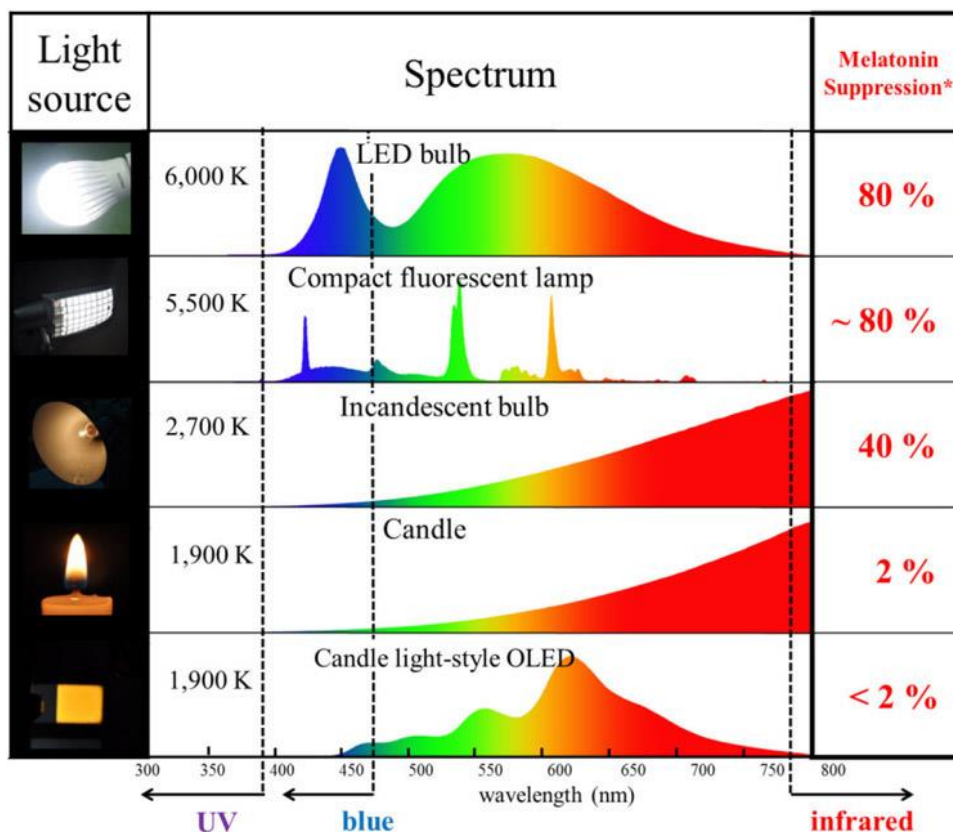 Light
source
Spectrum
Melatonin
Suppression*
6,000 K
LED bulb
80 %
5,500 K
Compact fluorescent lamp
~ 80 %
2,700 K
Incandescent bulb
40 %
1,900 K
Candle
2 %
1,900 K
Candle light-style OLED
< 2 %
300 350 400 450 500 550 600 650 700 750 800
wavelength (nm)
UV blue infrared